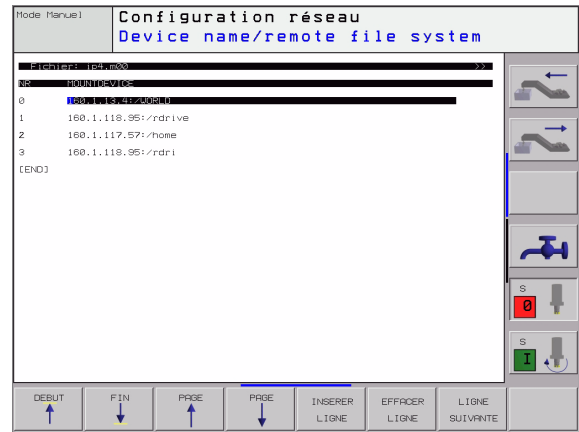 Mode Manuel
Configuration réseau
Device name/remote file system
Fichier: ip4.m00 >>
NR MOUNTDEVICE
0 160.1.13.4:/WORLD
1 160.1.118.95:/rdrive
2 160.1.117.57:/home
3 160.1.118.95:/rdri
[END]
S
0
S
I
DEBUT
FIN
PAGE
PAGE
INSERER LIGNE
EFFACER LIGNE
LIGNE SUIVANTE